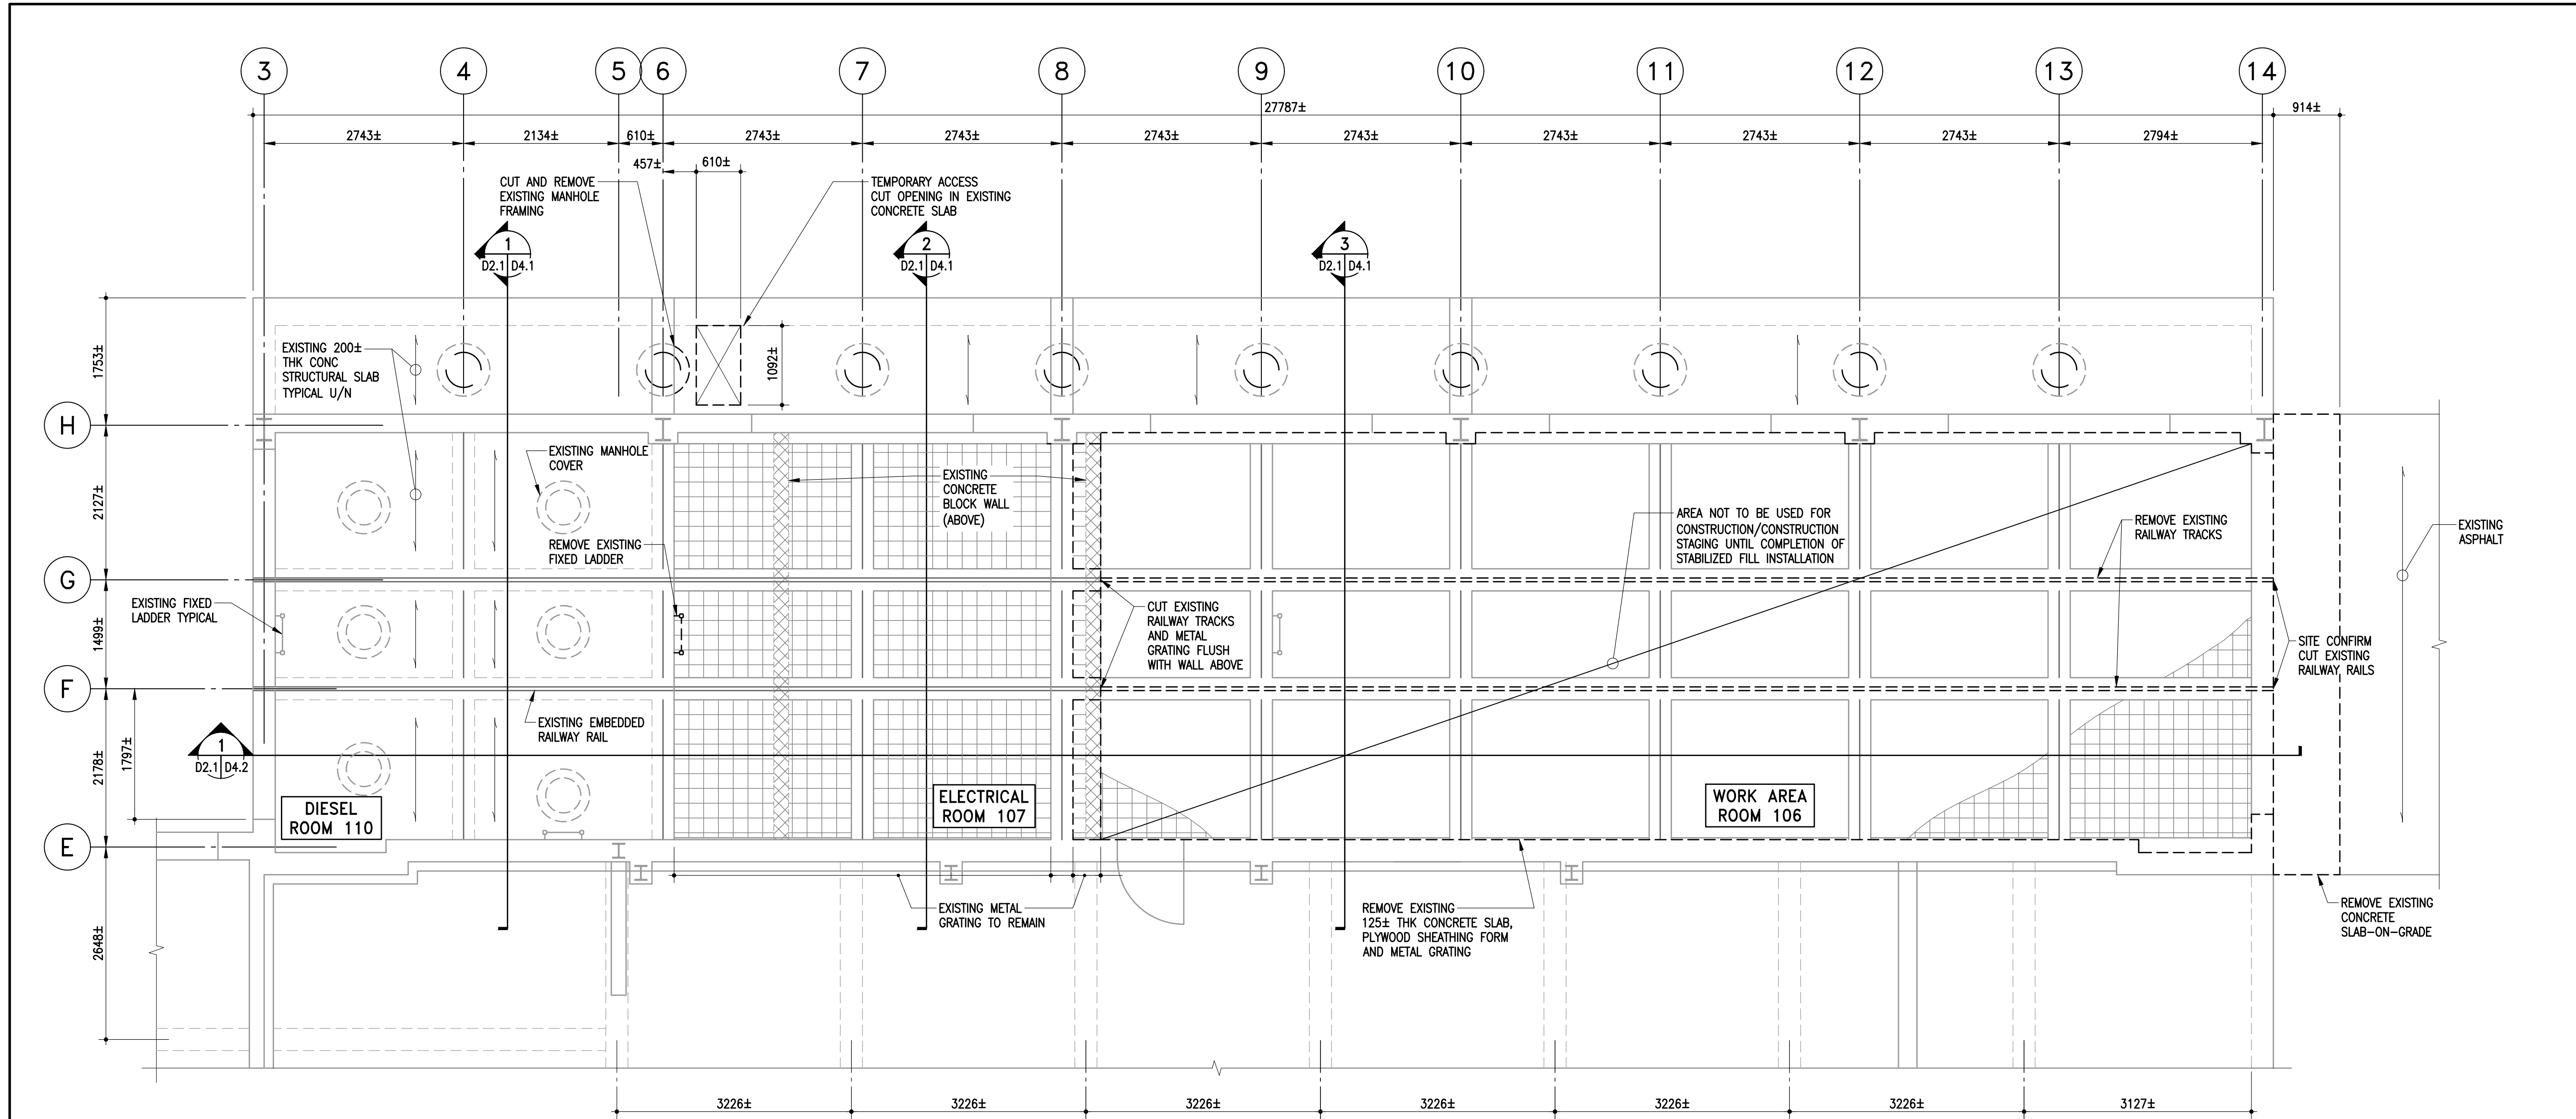 3
4
5
6
7
8
9
10
11
12
13
14
27787±
914±
2743±
2134±
610±
2743±
2743±
2743±
2743±
2743±
2743±
2743±
2794±
457±
610±
CUT AND REMOVE
EXISTING MANHOLE
FRAMING
TEMPORARY ACCESS
CUT OPENING IN EXISTING
CONCRETE SLAB
1
D2.1 D4.1
2
D2.1 D4.1
3
D2.1 D4.1
1753±
EXISTING 200±
THK CONC
STRUCTURAL SLAB
TYPICAL U/N
1092±
H
2127±
EXISTING MANHOLE
COVER
EXISTING
CONCRETE
BLOCK WALL
(ABOVE)
AREA NOT TO BE USED FOR
CONSTRUCTION/CONSTRUCTION
STAGING UNTIL COMPLETION OF
STABILIZED FILL INSTALLATION
REMOVE EXISTING
RAILWAY TRACKS
EXISTING
ASPHALT
REMOVE EXISTING
FIXED LADDER
G
EXISTING FIXED
LADDER TYPICAL
1499±
CUT EXISTING
RAILWAY TRACKS
AND METAL
GRATING FLUSH
WITH WALL ABOVE
SITE CONFIRM
CUT EXISTING
RAILWAY RAILS
F
EXISTING EMBEDDED
RAILWAY RAIL
2178±
1797±
1
D2.1 D4.2
DIESEL
ROOM 110
ELECTRICAL
ROOM 107
WORK AREA
ROOM 106
E
2648±
EXISTING METAL
GRATING TO REMAIN
REMOVE EXISTING
125± THK CONCRETE SLAB,
PLYWOOD SHEATHING FORM
AND METAL GRATING
REMOVE EXISTING
CONCRETE
SLAB-ON-GRADE
3226±
3226±
3226±
3226±
3226±
3226±
3127±